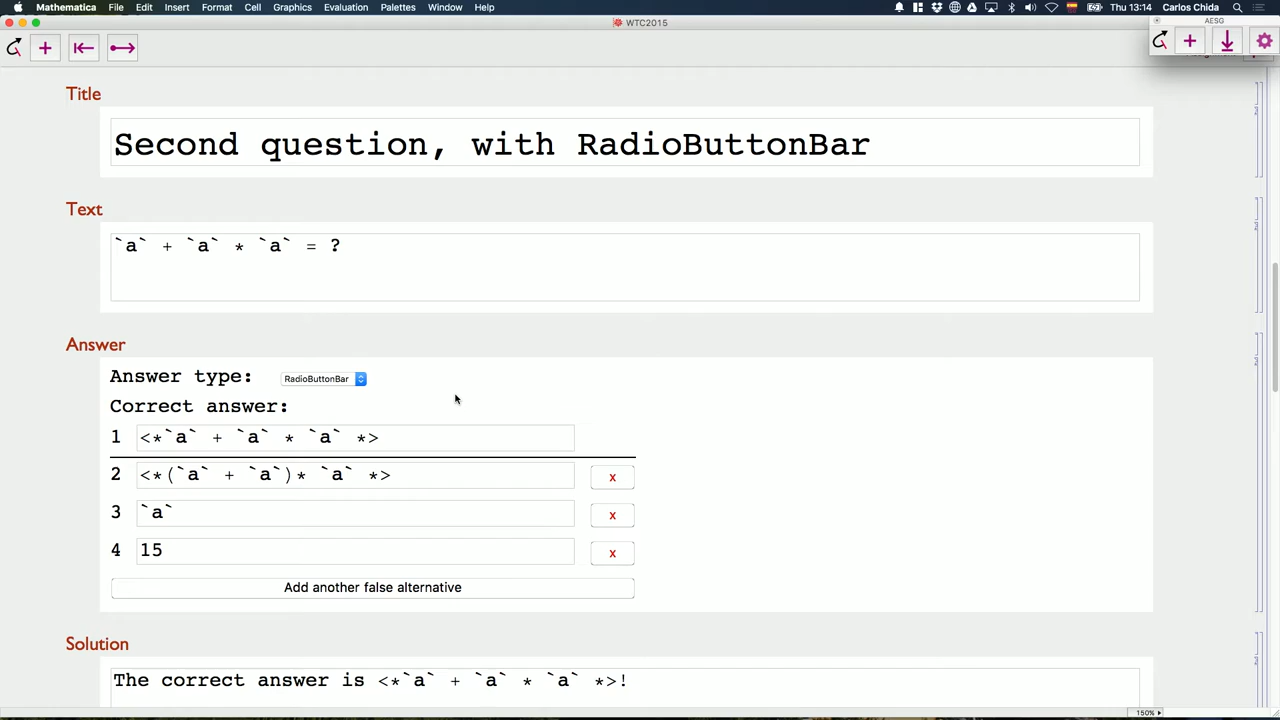 Mathematica File Edit Insert Format Cell Graphics Evaluation Palettes Window Help Thu 13:14 Carlos Chida
WTC2015
AESG
Title
Second question, with RadioButtonBar
Text
`a` + `a` * `a` = ?
Answer
Answer type: RadioButtonBar
Correct answer:
1 <*`a` + `a` * `a` *>
2 <*(`a` + `a`)* `a` *> x
3 `a` x
4 15 x
Add another false alternative
Solution
The correct answer is <*`a` + `a` * `a` *>!
150%